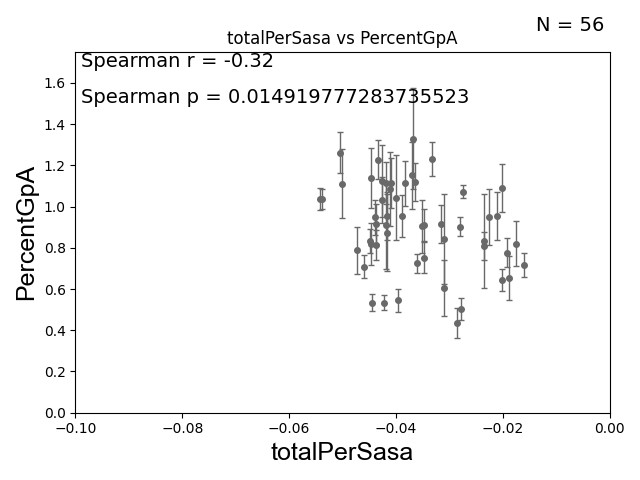 N = 56
totalPerSasa vs PercentGpA
Spearman r = -0.32
Spearman p = 0.014919777283735523
PercentGpA
1.6
1.4
1.2
1.0
0.8
0.6
0.4
0.2
0.0
−0.10 −0.08 −0.06 −0.04 −0.02 0.00
totalPerSasa